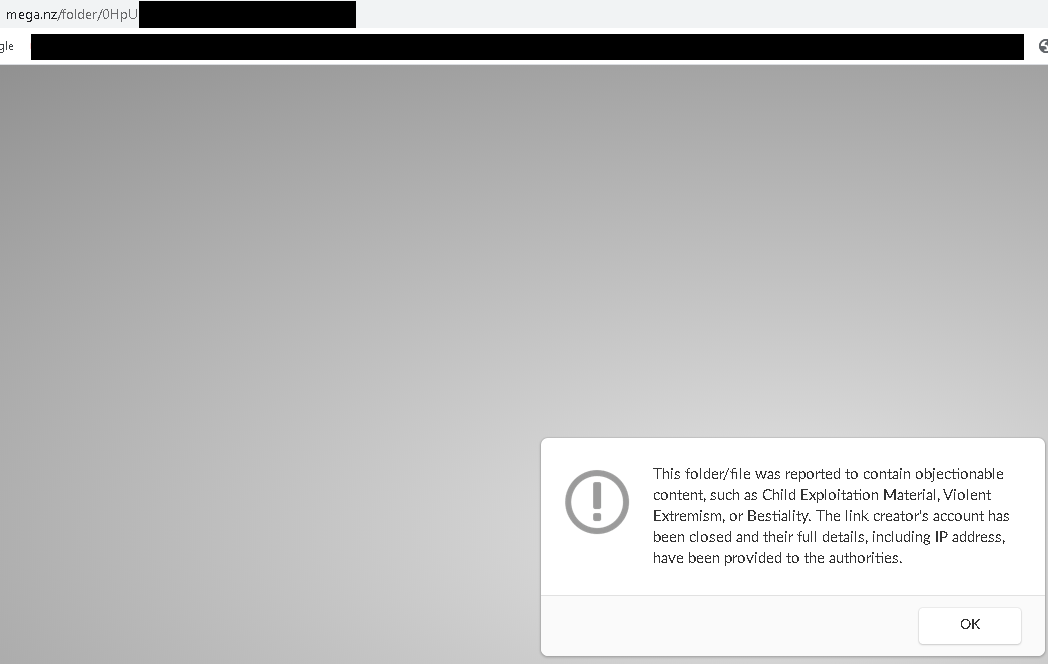 mega.nz/folder/0HpU
gle
This folder/file was reported to contain objectionable
content, such as Child Exploitation Material, Violent
Extremism, or Bestiality. The link creator's account has
been closed and their full details, including IP address,
have been provided to the authorities.
OK